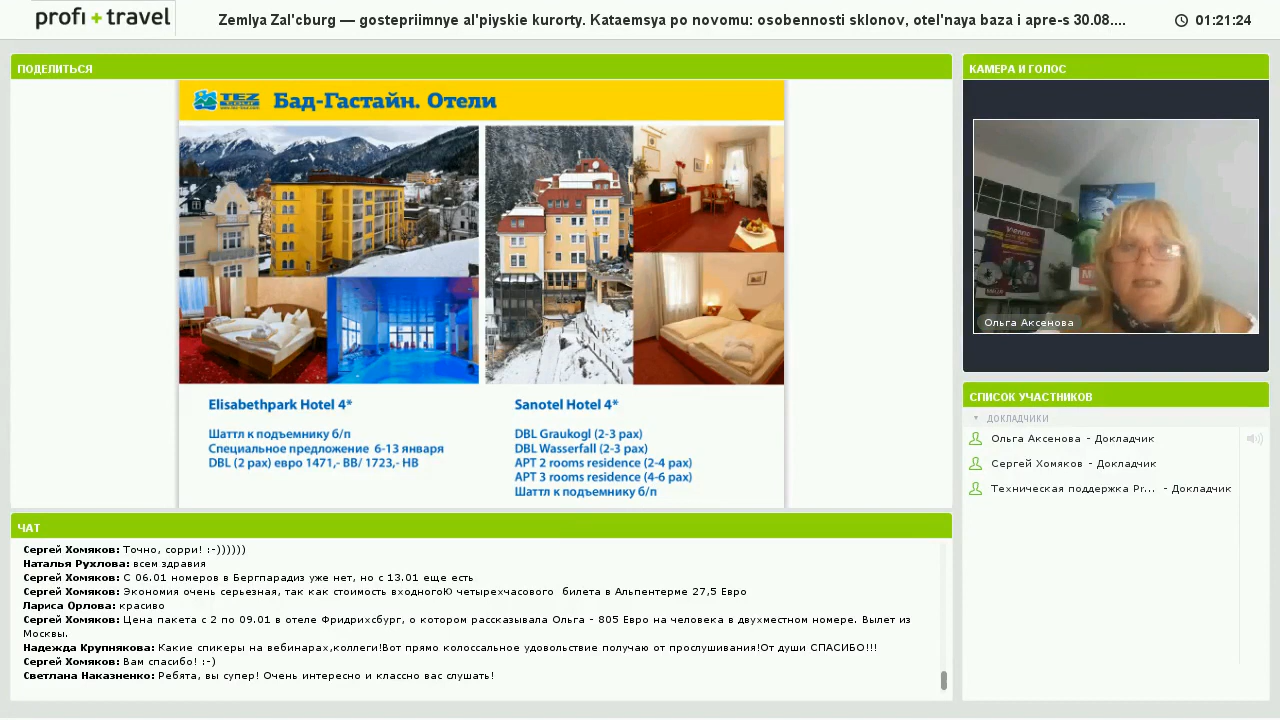 profi + travel
Zemlya Zal'cburg — gostepriimnye al'piyskie kurorty. Kataemsya po novomu: osobennosti sklonov, otel'naya baza i apre-s 30.08....
01:21:24
ПОДЕЛИТЬСЯ
TEZ TOUR
Бад-Гастайн. Отели
Elisabethpark Hotel 4*
Шаттл к подъемнику б/п
Специальное предложение 6-13 января
DBL (2 pax) евро 1471,- BB/ 1723,- HB
Sanotel Hotel 4*
DBL Graukogl (2-3 pax)
DBL Wasserfall (2-3 pax)
APT 2 rooms residence (2-4 pax)
APT 3 rooms residence (4-6 pax)
Шаттл к подъемнику б/п
КАМЕРА И ГОЛОС
Ольга Аксенова
СПИСОК УЧАСТНИКОВ
ДОКЛАДЧИКИ
Ольга Аксенова - Докладчик
Сергей Хомяков - Докладчик
Техническая поддержка Pr... - Докладчик
ЧАТ
Сергей Хомяков: Точно, сорри! :-))))))
Наталья Рухлова: всем здравия
Сергей Хомяков: С 06.01 номеров в Бергпарадиз уже нет, но с 13.01 еще есть
Сергей Хомяков: Экономия очень серьезная, так как стоимость входногоЮ четырехчасового билета в Альпентерме 27,5 Евро
Лариса Орлова: красиво
Сергей Хомяков: Цена пакета с 2 по 09.01 в отеле Фридрихсбург, о котором рассказывала Ольга - 805 Евро на человека в двухместном номере. Вылет из
Москвы.
Надежда Крупнякова: Какие спикеры на вебинарах,коллеги!Вот прямо колоссальное удовольствие получаю от прослушивания!От души СПАСИБО!!!
Сергей Хомяков: Вам спасибо! :-)
Светлана Наказненко: Ребята, вы супер! Очень интересно и классно вас слушать!